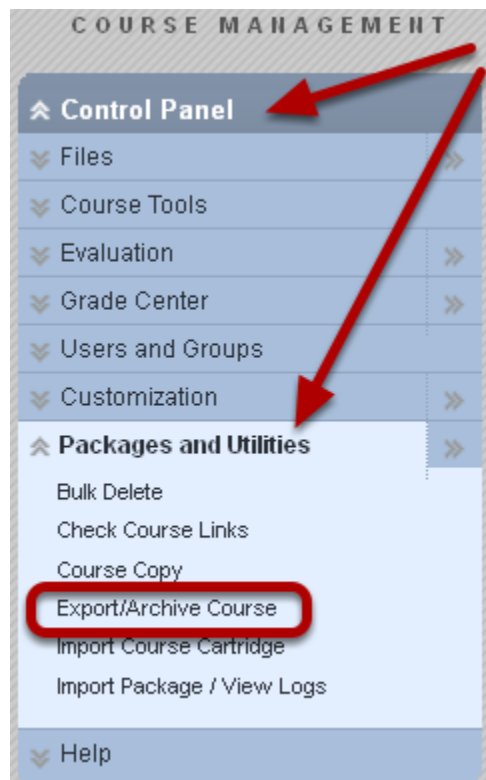 COURSE MANAGEMENT
Control Panel
Files
Course Tools
Evaluation
Grade Center
Users and Groups
Customization
Packages and Utilities
Bulk Delete
Check Course Links
Course Copy
Export/Archive Course
Import Course Cartridge
Import Package / View Logs
Help